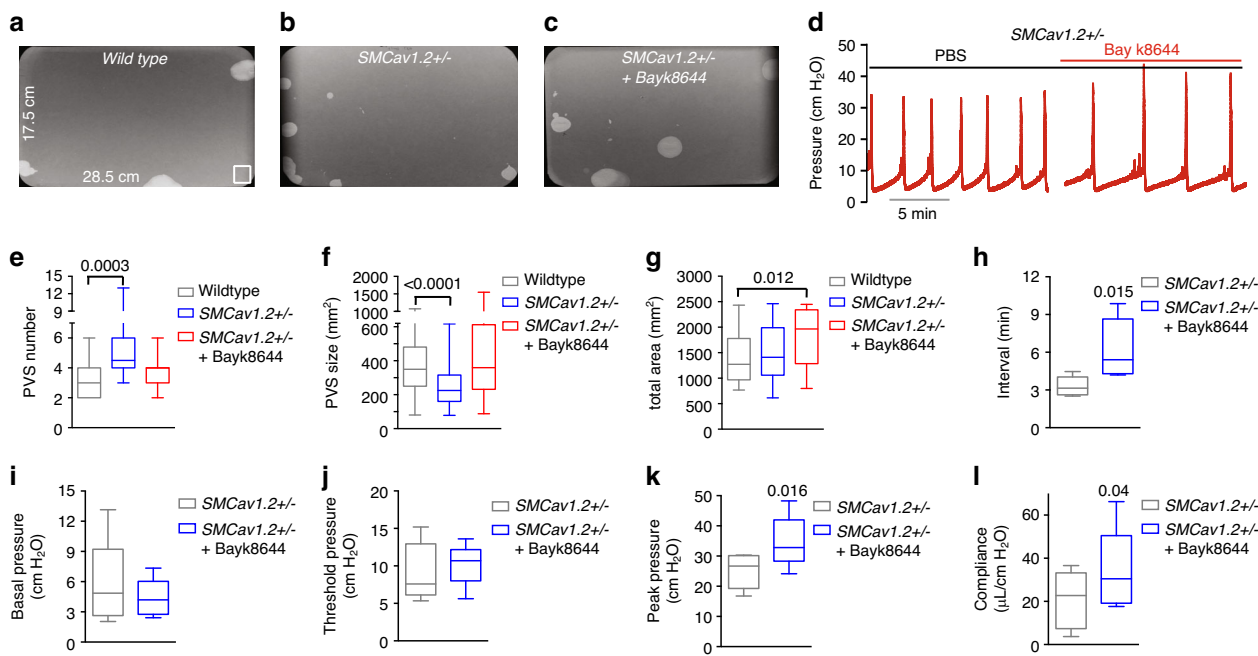 a
Wild type
17.5 cm
28.5 cm
b
SMCav1.2+/-
c
SMCav1.2+/-
+ Bayk8644
d
SMCav1.2+/-
PBS
Bay k8644
Pressure (cm H₂O)
50
40
30
20
10
0
5 min
e
PVS number
15
12
9
6
4
2
0
0.0003
Wildtype
SMCav1.2+/-
SMCav1.2+/-
+ Bayk8644
f
PVS size (mm²)
2000
1500
1000
600
400
200
0
<0.0001
g
total area (mm²)
3000
2500
2000
1500
1000
500
0
0.012
Wildtype
SMCav1.2+/-
SMCav1.2+/-
+ Bayk8644
h
Interval (min)
12
9
6
3
0
0.015
SMCav1.2+/-
SMCav1.2+/-
+ Bayk8644
i
Basal pressure
(cm H₂O)
15
12
9
6
3
0
SMCav1.2+/-
SMCav1.2+/-
+ Bayk8644
j
Threshold pressure
(cm H₂O)
20
15
10
5
0
SMCav1.2+/-
SMCav1.2+/-
+ Bayk8644
k
Peak pressure
(cm H₂O)
50
40
30
20
10
0
0.016
SMCav1.2+/-
SMCav1.2+/-
+ Bayk8644
l
Compliance
(μL/cm H₂O)
60
40
20
0
0.04
SMCav1.2+/-
SMCav1.2+/-
+ Bayk8644